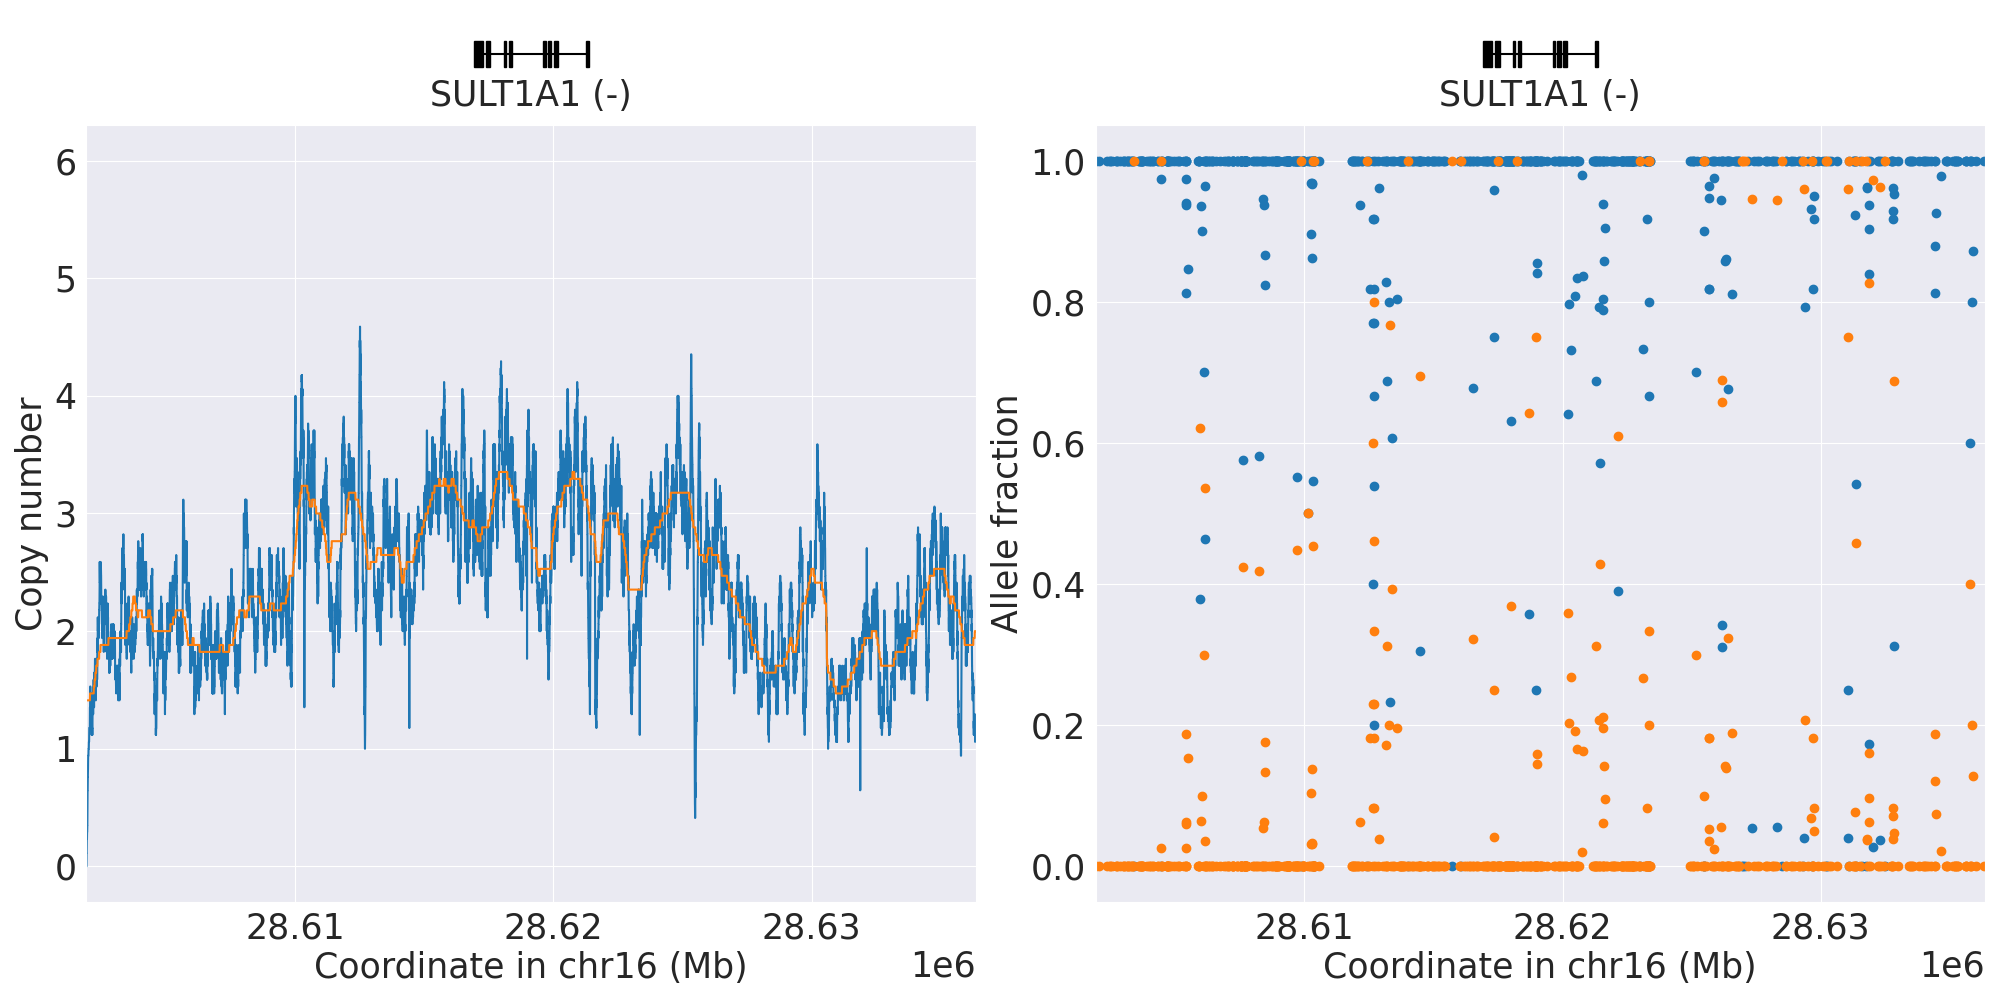 SULT1A1 (-)
6
5
4
3
2
1
0
Copy number
28.61
28.62
28.63
Coordinate in chr16 (Mb)
1e6
SULT1A1 (-)
1.0
0.8
0.6
0.4
0.2
0.0
Allele fraction
28.61
28.62
28.63
Coordinate in chr16 (Mb)
1e6